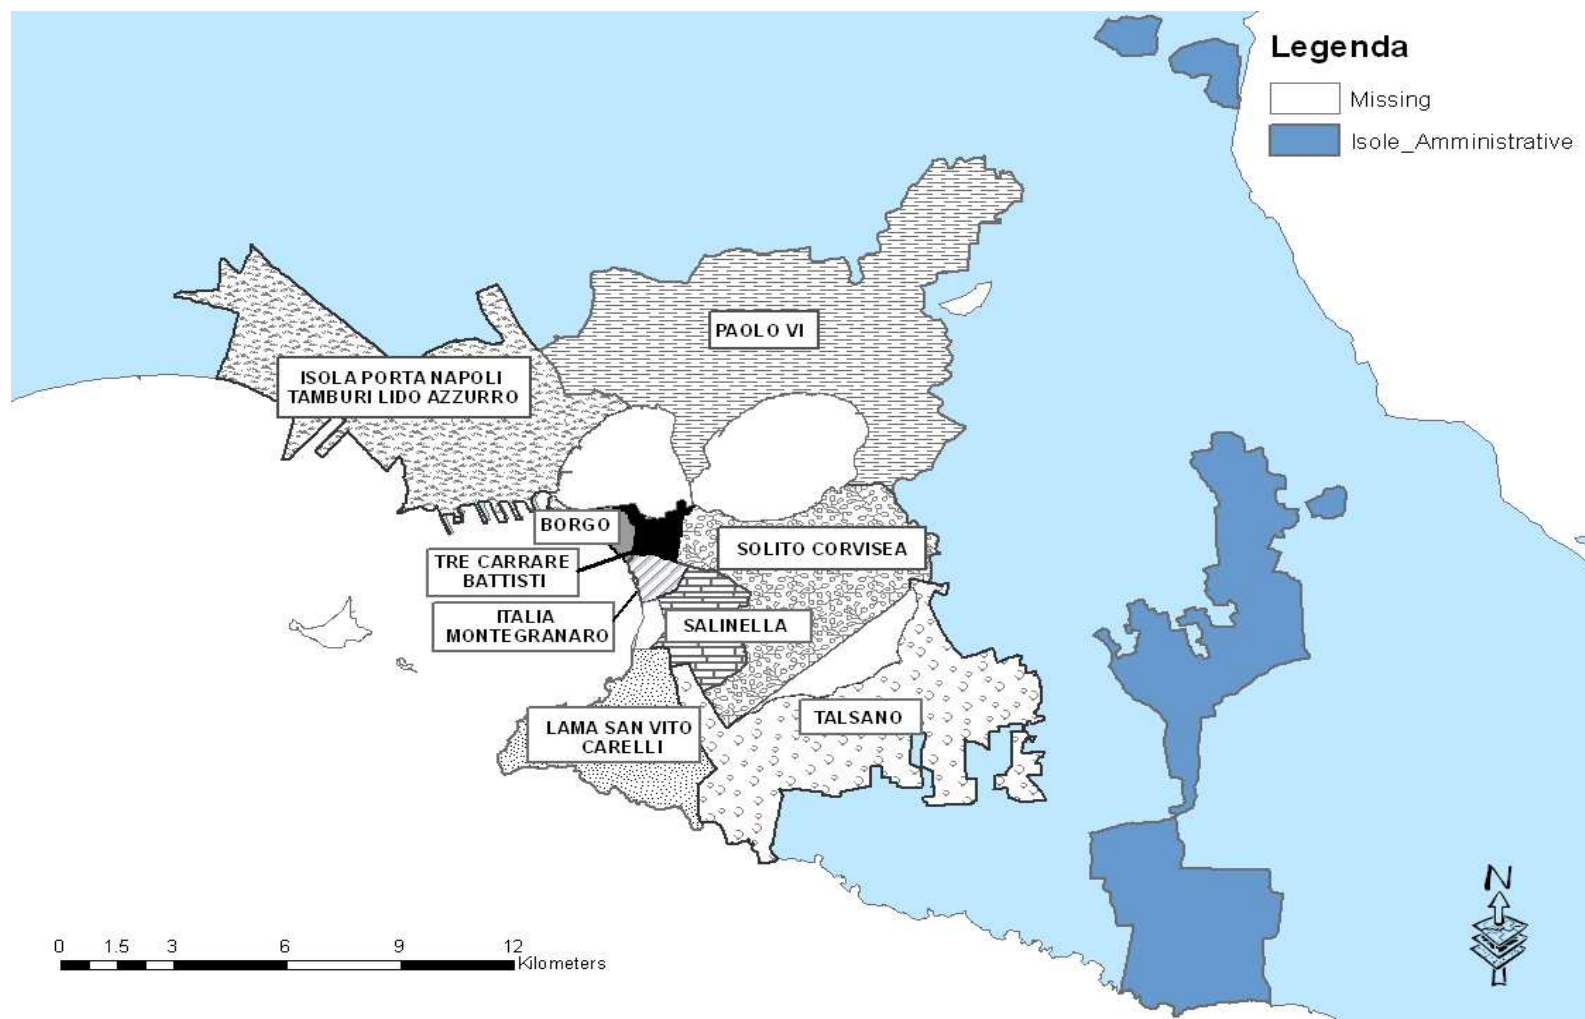 Legenda
Missing
Isole_Amministrative
PAOLO VI
ISOLA PORTA NAPOLI
TAMBURI LIDO AZZURRO
BORGO
SOLITO CORVISEA
TRE CARRARE
BATTISTI
ITALIA
MONTEGRANARO
SALINELLA
LAMA SAN VITO
CARELLI
TALSANO
N
0 1.5 3 6 9 12
Kilometers